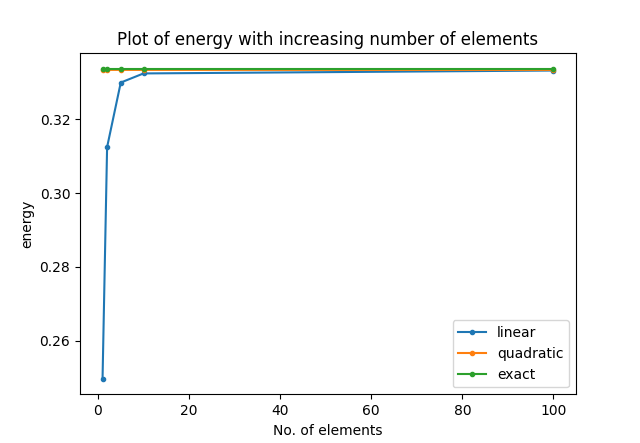 Plot of energy with increasing number of elements
energy
0.32
0.30
0.28
0.26
0
20
40
60
80
100
No. of elements
linear
quadratic
exact